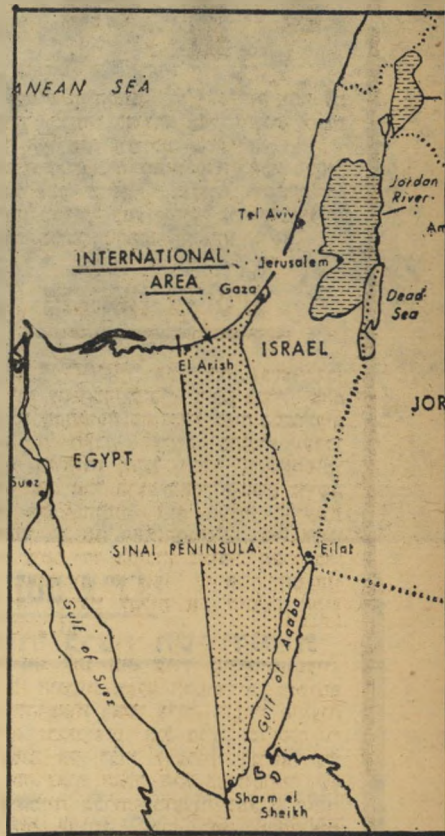 ANEAN SEA
Jordan
River
Am
Tel Aviv
INTERNATIONAL
AREA
Jerusalem
Gaza
Dead
Sea
ISRAEL
El Arish
JOR
EGYPT
Suez
SINAI PENINSULA
Eilat
Gulf of Suez
Gulf of Aqaba
Sharm el
Sheikh